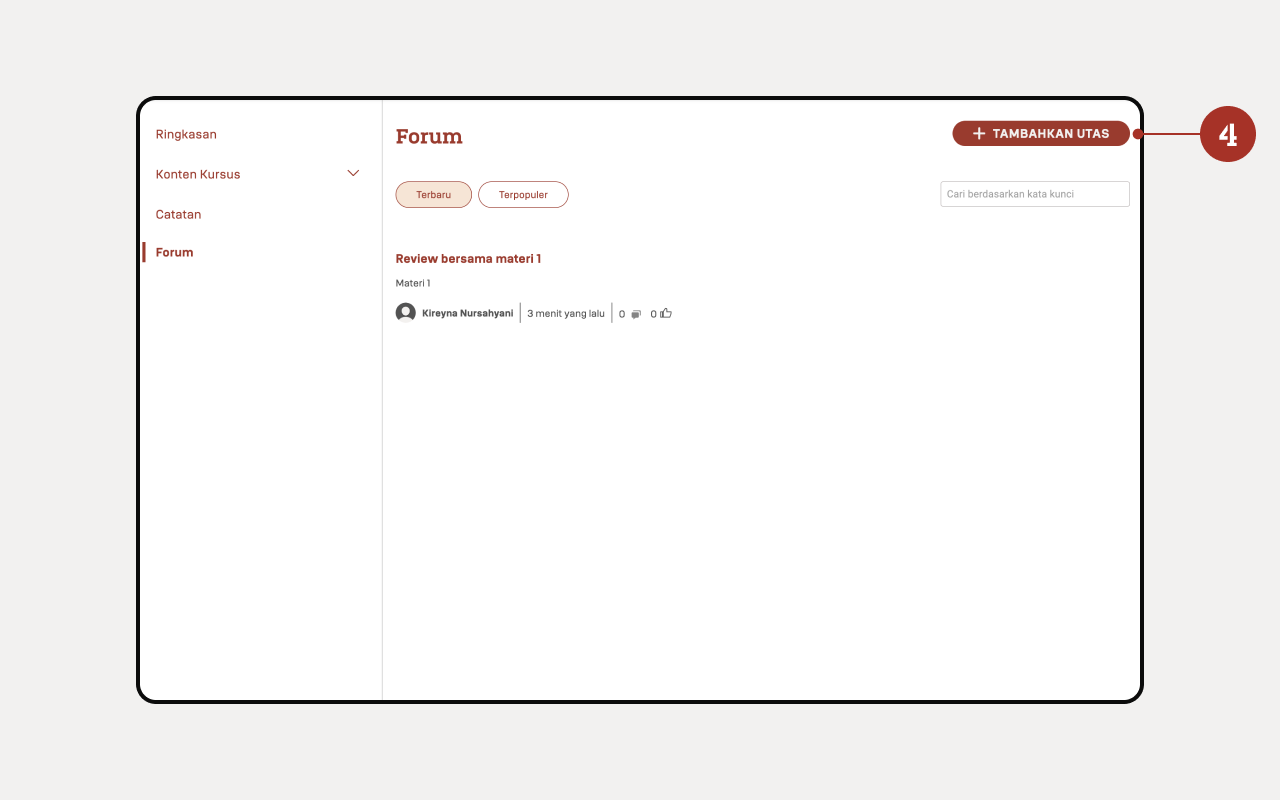 Ringkasan
Konten Kursus
Catatan
Forum
Forum
TAMBAHKAN UTAS
4
Terbaru
Terpopuler
Cari berdasarkan kata kunci
Review bersama materi 1
Materi 1
Kireyna Nursahyani 3 menit yang lalu 0 0